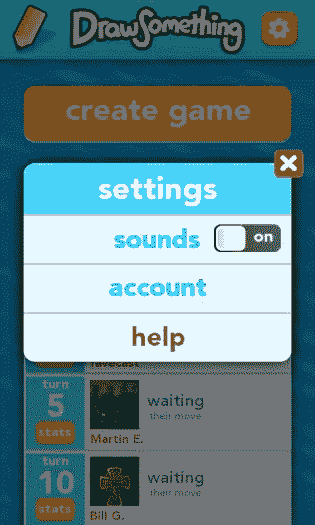 DrawSomething
create game
settings
sounds on
account
help
turn
5
stats
waiting
their move
Martin E.
turn
10
stats
waiting
their move
Bill G.